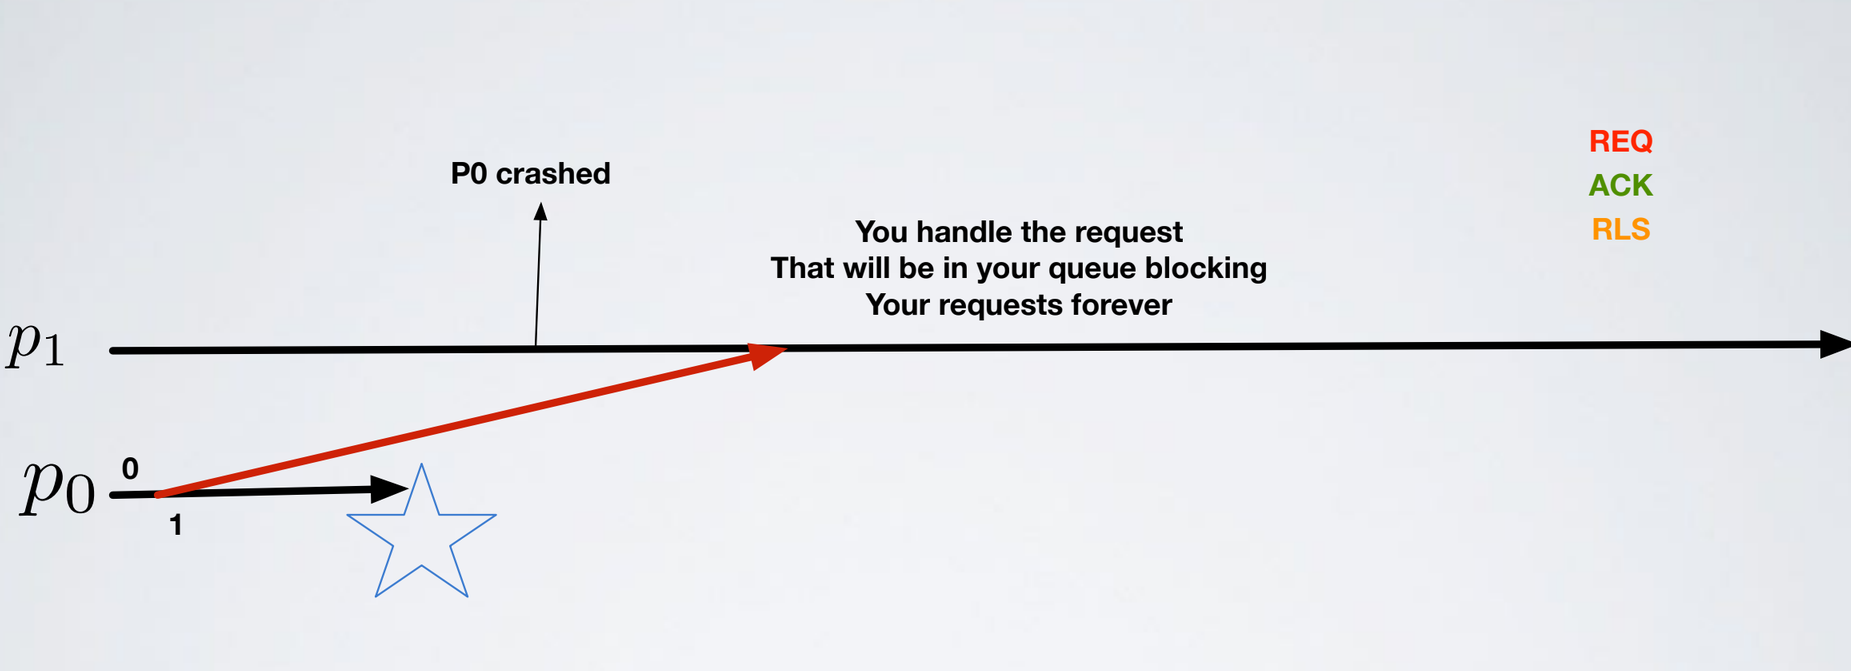 REQ
P0 crashed
ACK
You handle the request
RLS
That will be in your queue blocking
Your requests forever
p1
0
p0
1